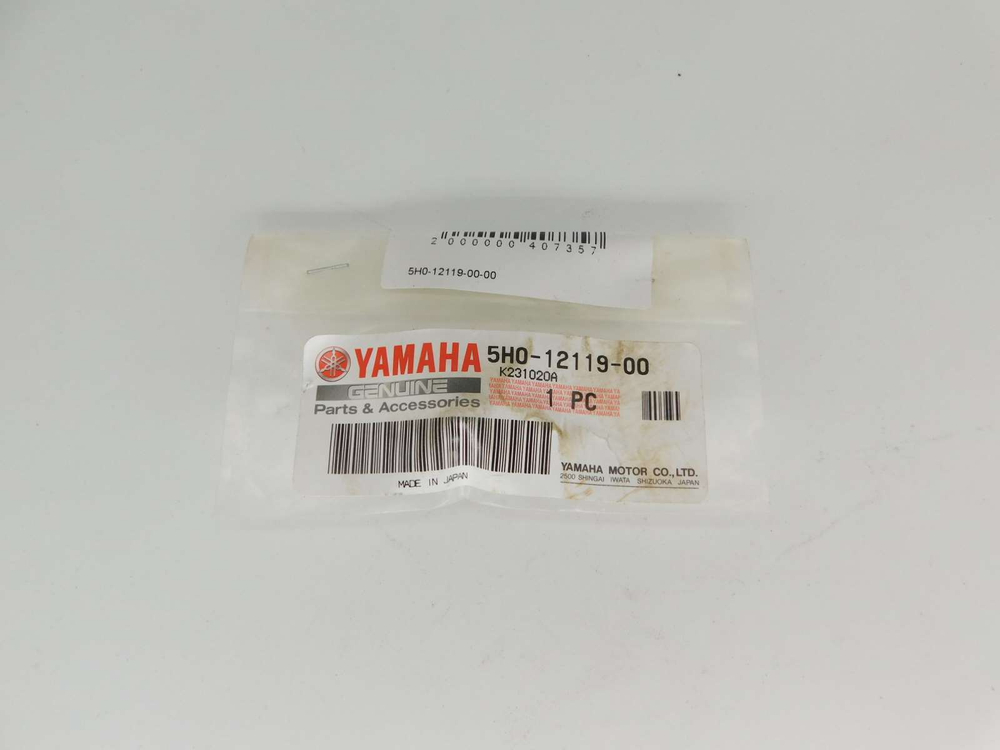 2 000000 407357
5H0-12119-00-00
YAMAHA
GENUINE
Parts & Accessories
5H0-12119-00
K231020A
1 PC
MADE IN JAPAN
YAMAHA MOTOR CO.,LTD.
2500 SHINGAI IWATA SHIZUOKA JAPAN